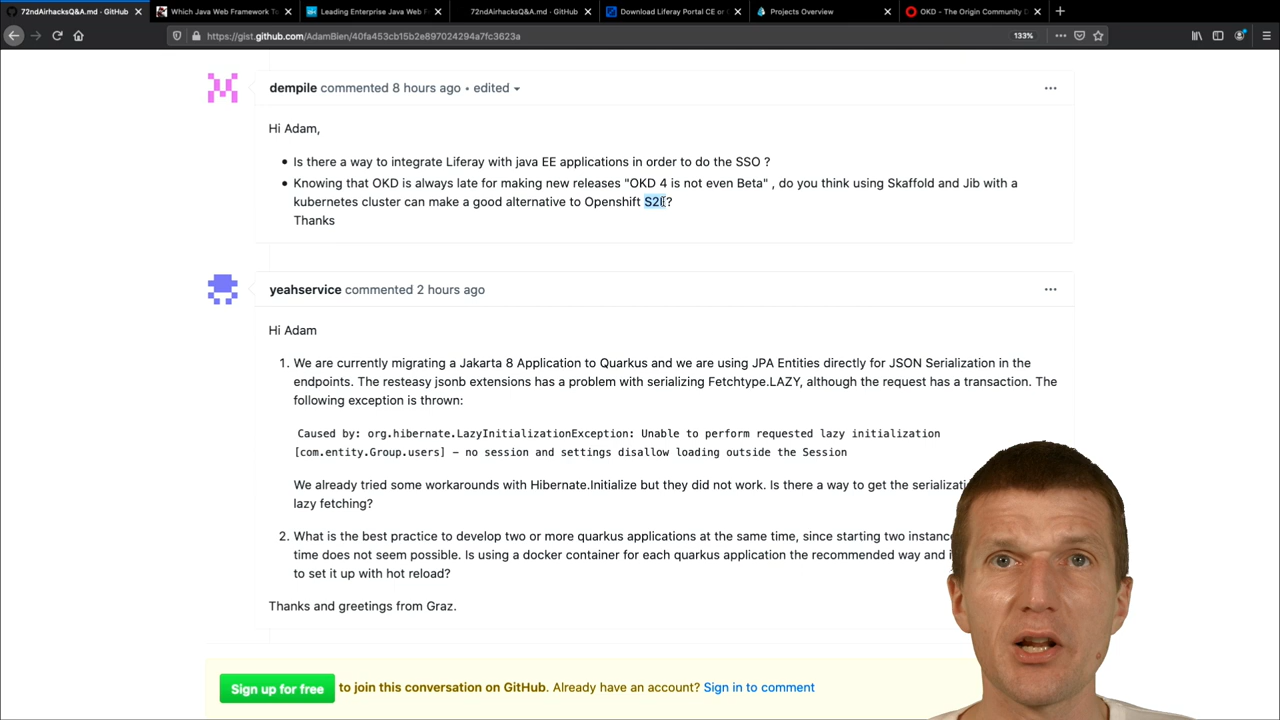 72ndAirhacksQ&A.md · GitHub
Which Java Web Framework To
Leading Enterprise Java Web F
72ndAirhacksQ&A.md · GitHub
Download Liferay Portal CE or
Projects Overview
OKD - The Origin Community D
https://gist.github.com/AdamBien/40fa453cb15b2e897024294a7fc3623a
133%
dempile commented 8 hours ago • edited
Hi Adam,
• Is there a way to integrate Liferay with java EE applications in order to do the SSO ?
• Knowing that OKD is always late for making new releases "OKD 4 is not even Beta" , do you think using Skaffold and Jib with a
kubernetes cluster can make a good alternative to Openshift S2I?
Thanks
yeahservice commented 2 hours ago
Hi Adam
1. We are currently migrating a Jakarta 8 Application to Quarkus and we are using JPA Entities directly for JSON Serialization in the
endpoints. The resteasy jsonb extensions has a problem with serializing Fetchtype.LAZY, although the request has a transaction. The
following exception is thrown:
Caused by: org.hibernate.LazyInitializationException: Unable to perform requested lazy initialization
[com.entity.Group.users] – no session and settings disallow loading outside the Session
We already tried some workarounds with Hibernate.Initialize but they did not work. Is there a way to get the
lazy fetching?
2. What is the best practice to develop two or more quarkus applications at the same time, since starting two
time does not seem possible. Is using a docker container for each quarkus application the recommended way and
to set it up with hot reload?
Thanks and greetings from Graz.
Sign up for free to join this conversation on GitHub. Already have an account? Sign in to comment